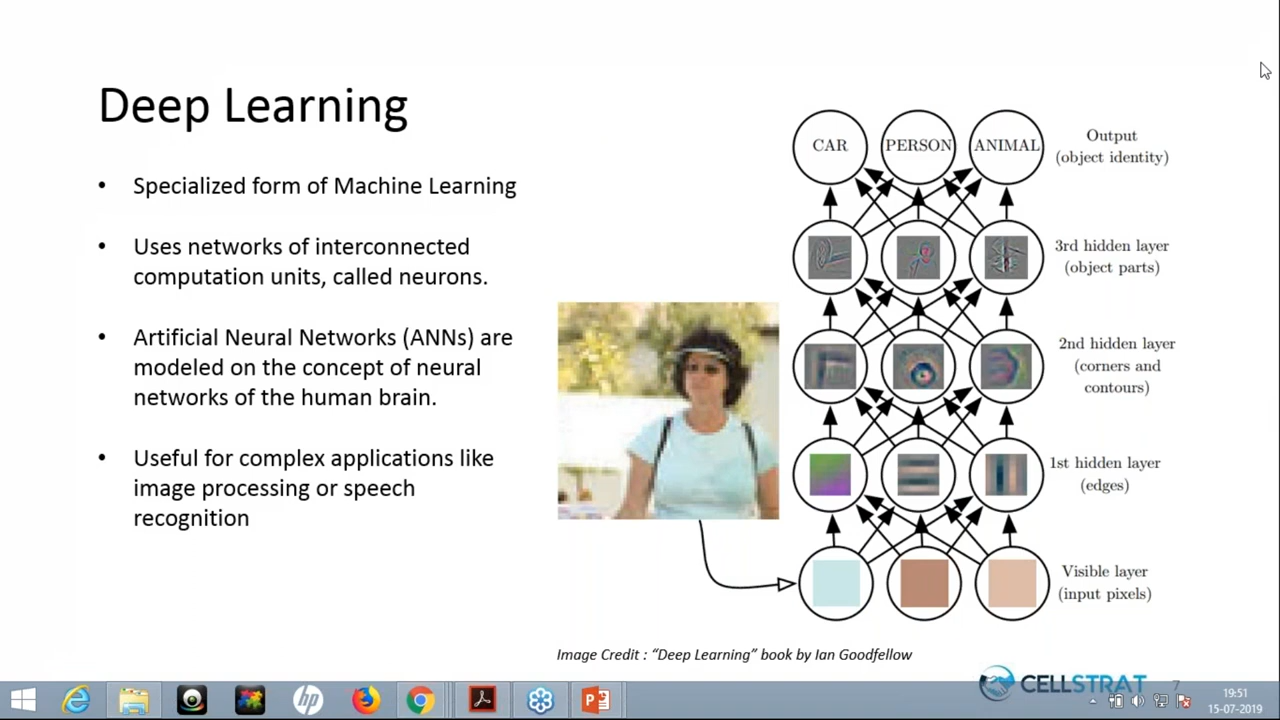 Deep Learning
• Specialized form of Machine Learning
• Uses networks of interconnected
computation units, called neurons.
• Artificial Neural Networks (ANNs) are
modeled on the concept of neural
networks of the human brain.
• Useful for complex applications like
image processing or speech
recognition
CAR
PERSON
ANIMAL
Output
(object identity)
3rd hidden layer
(object parts)
2nd hidden layer
(corners and
contours)
1st hidden layer
(edges)
Visible layer
(input pixels)
Image Credit : “Deep Learning” book by Ian Goodfellow
CELLSTRAT
7
hp
19:51
15-07-2019